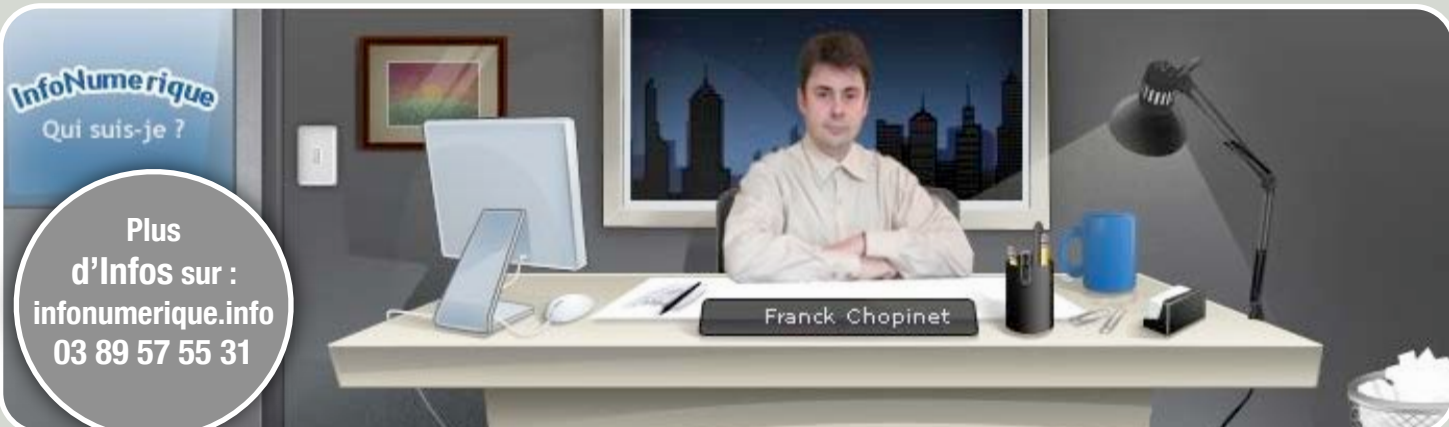 InfoNumerique
Qui suis-je ?
Plus
d'Infos sur :
infonumerique.info
03 89 57 55 31
Franck Chopinet